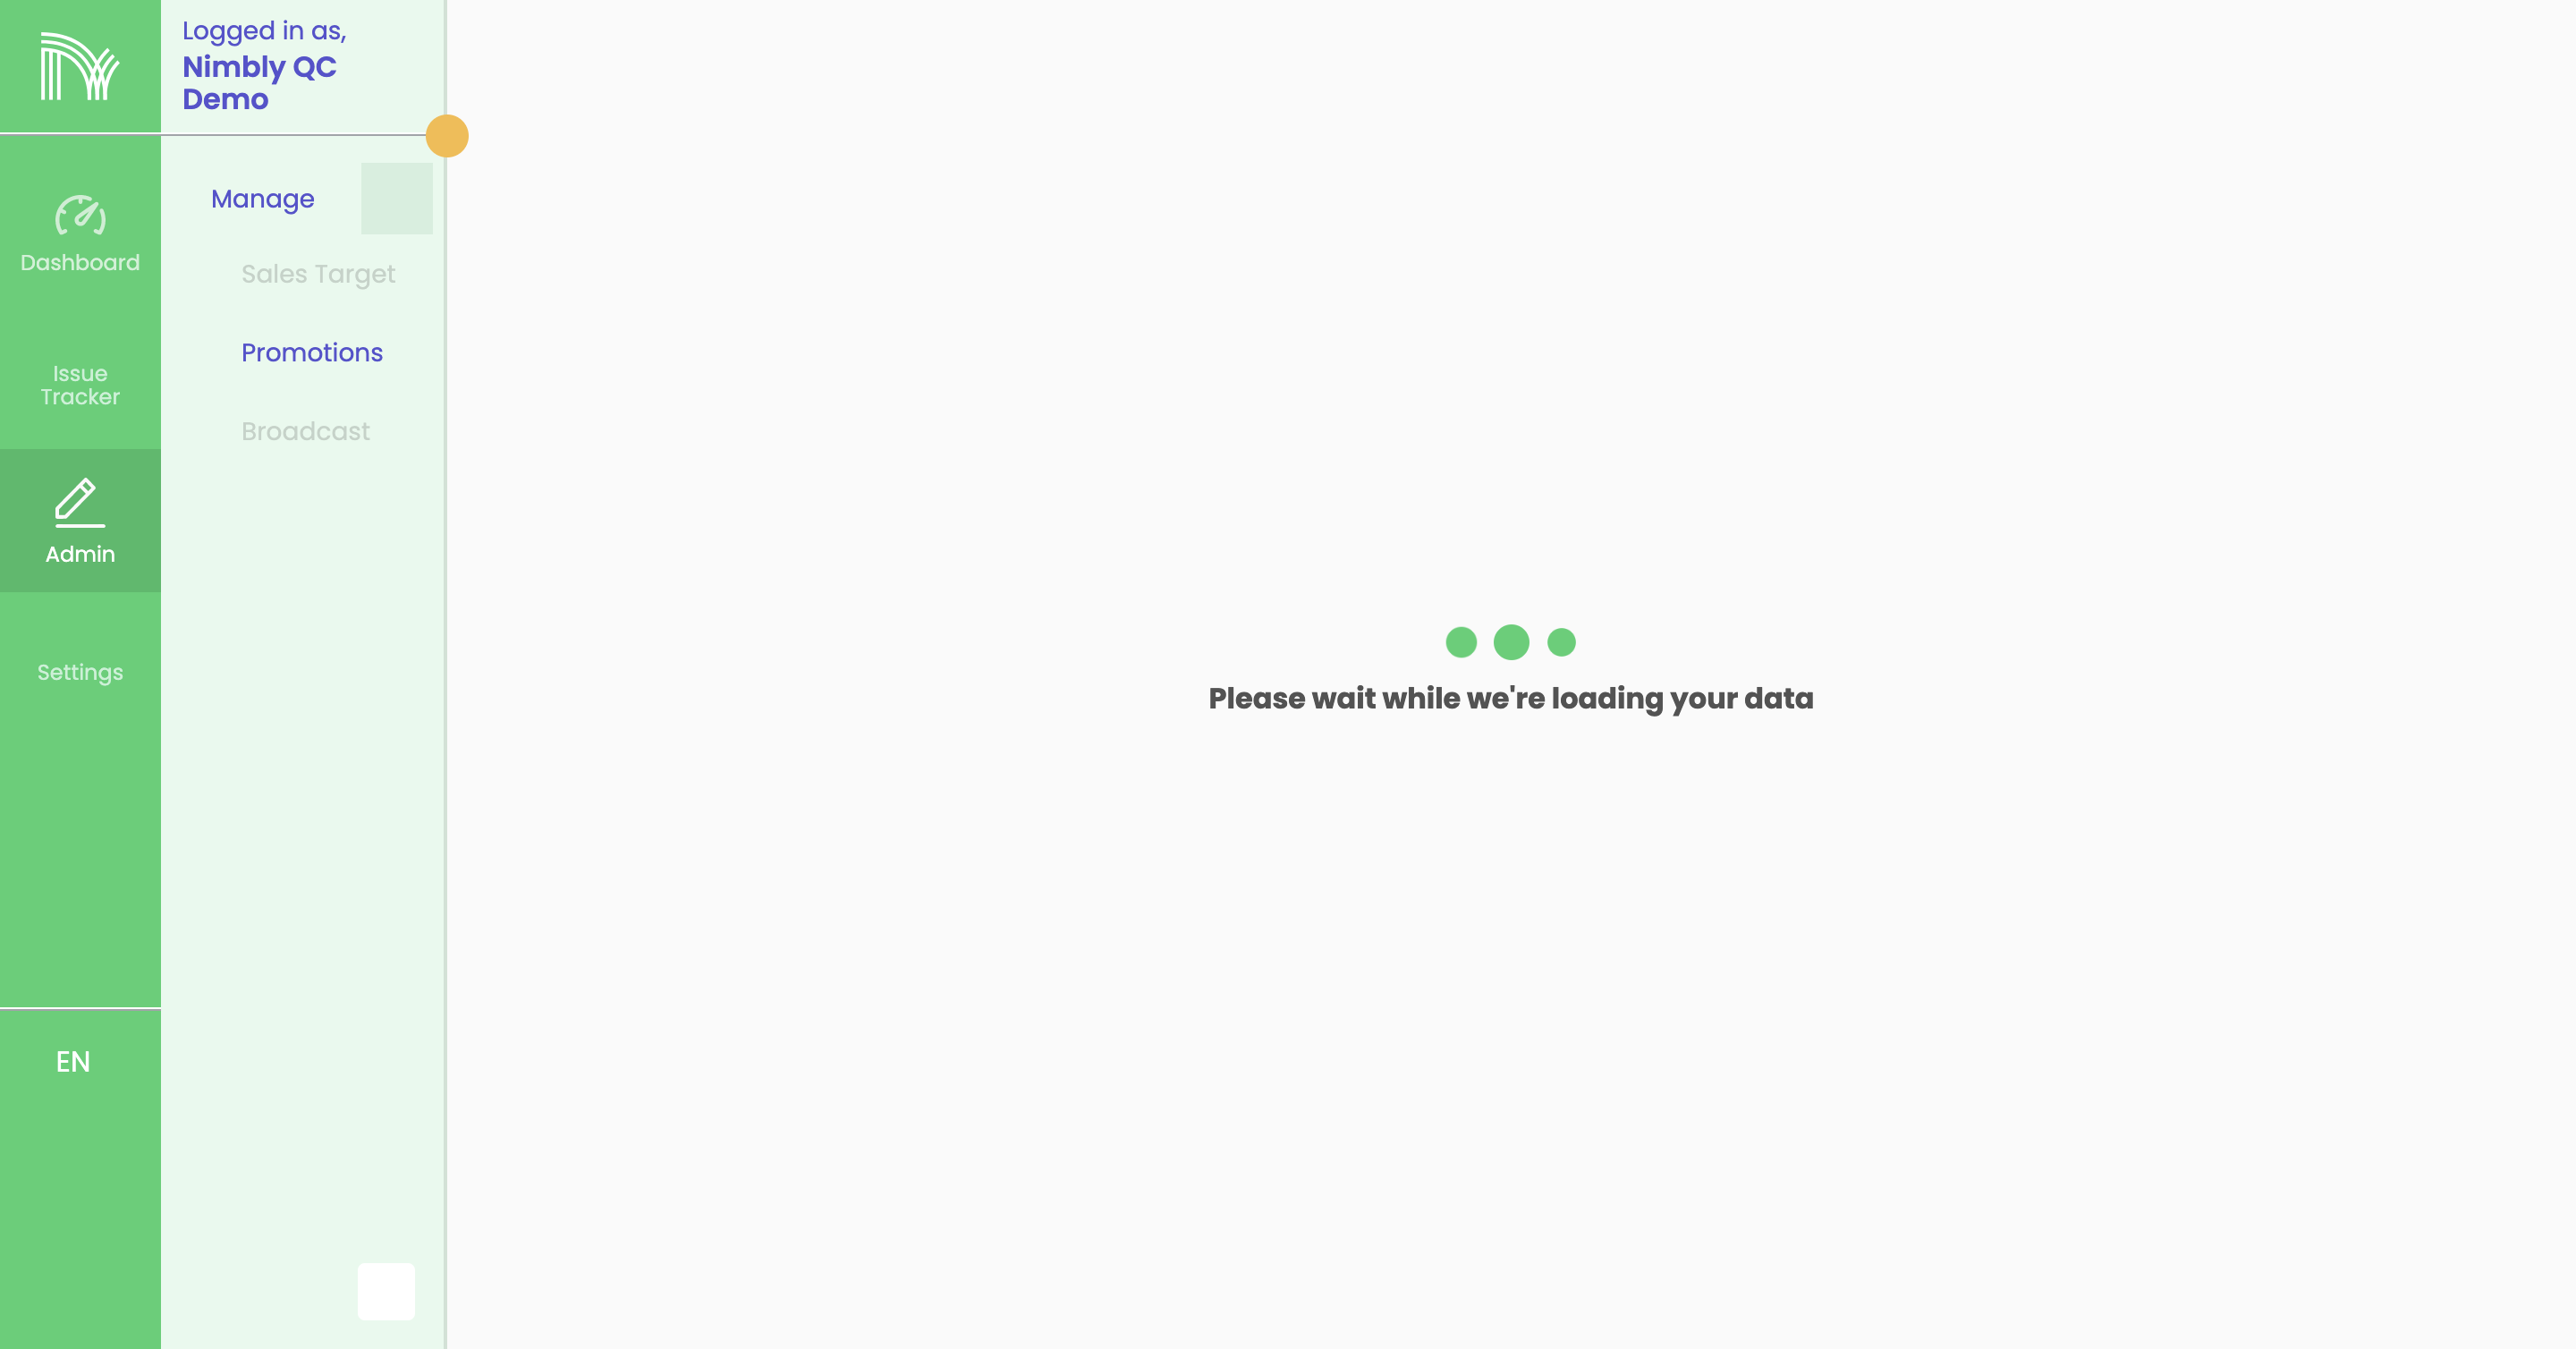 Logged in as,
Nimbly QC
Demo
Dashboard
Issue
Tracker
Admin
Settings
EN
Manage
Sales Target
Promotions
Broadcast
Please wait while we're loading your data